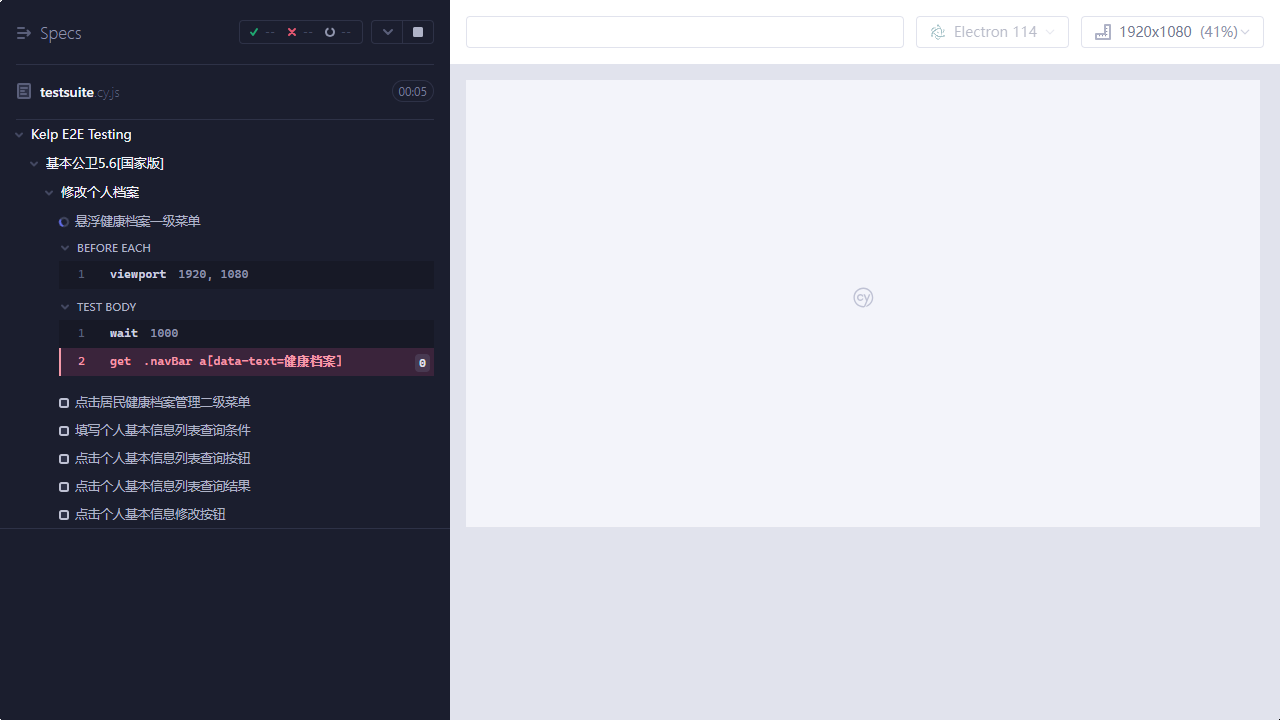 Specs
-- -- --
testsuite.cy.js 00:05
Kelp E2E Testing
基本公卫5.6[国家版]
修改个人档案
悬浮健康档案一级菜单
BEFORE EACH
1 viewport 1920, 1080
TEST BODY
1 wait 1000
2 get .navBar a[data-text=健康档案] 0
点击居民健康档案管理二级菜单
填写个人基本信息列表查询条件
点击个人基本信息列表查询按钮
点击个人基本信息列表查询结果
点击个人基本信息修改按钮
Electron 114
1920x1080 (41%)
cy